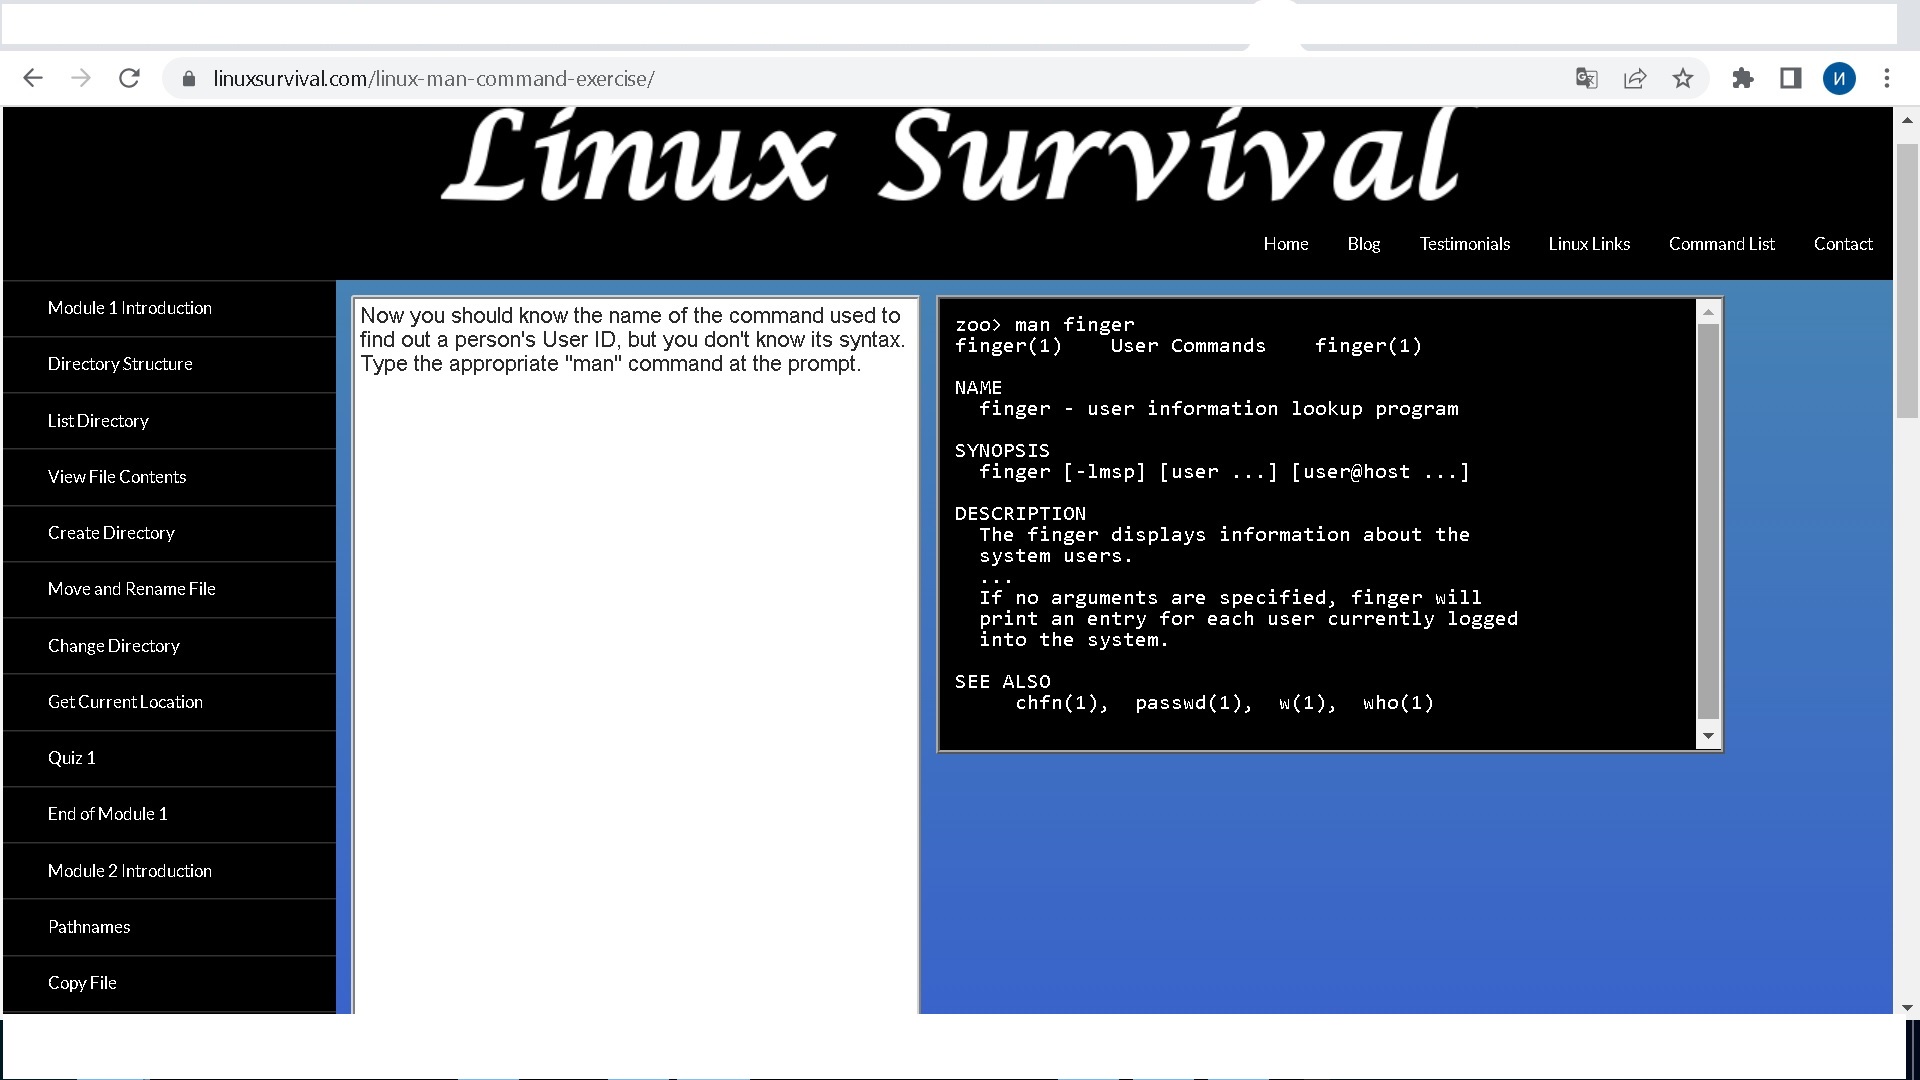 linuxsurvival.com/linux-man-command-exercise/
И
Linux Survival
Home Blog Testimonials Linux Links Command List Contact
Module 1 Introduction
Directory Structure
List Directory
View File Contents
Create Directory
Move and Rename File
Change Directory
Get Current Location
Quiz 1
End of Module 1
Module 2 Introduction
Pathnames
Copy File
Now you should know the name of the command used to
find out a person's User ID, but you don't know its syntax.
Type the appropriate "man" command at the prompt.
zoo> man finger
finger(1)    User Commands    finger(1)
NAME
finger - user information lookup program
SYNOPSIS
finger [-lmsp] [user ...] [user@host ...]
DESCRIPTION
The finger displays information about the
system users.
...
If no arguments are specified, finger will
print an entry for each user currently logged
into the system.
SEE ALSO
chfn(1),  passwd(1),  w(1),  who(1)